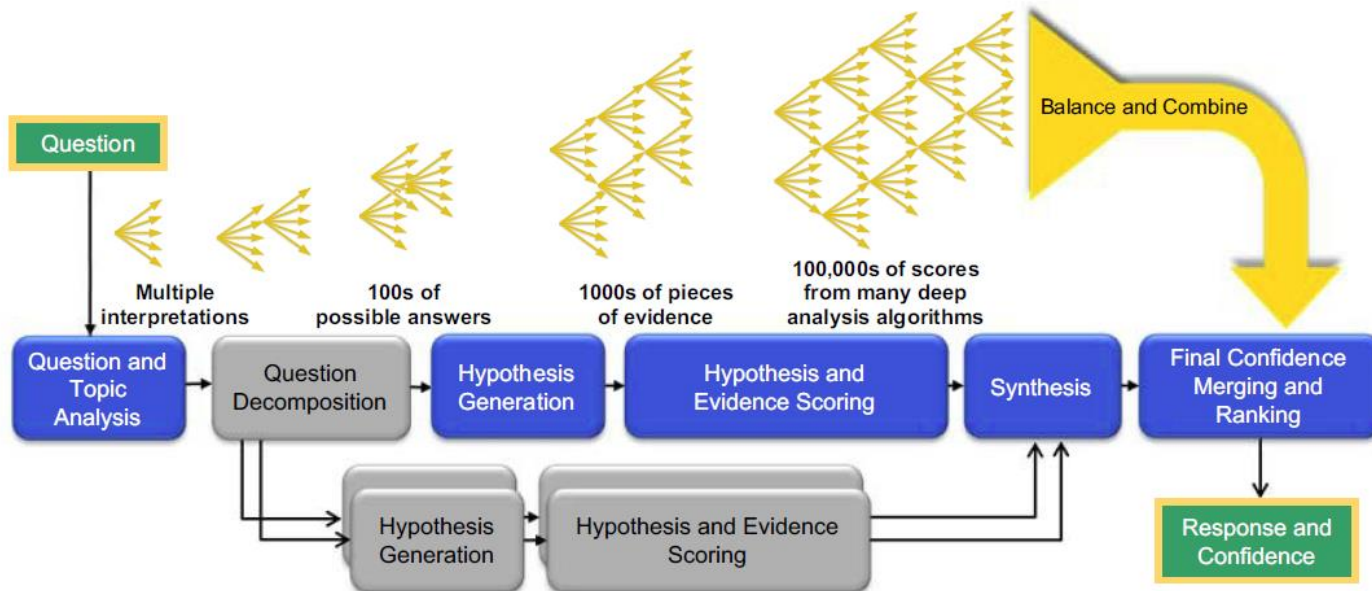 Balance and Combine
Question
Multiple
interpretations
100s of
possible answers
1000s of pieces
of evidence
100,000s of scores
from many deep
analysis algorithms
Question and
Topic
Analysis
Question
Decomposition
Hypothesis
Generation
Hypothesis and
Evidence Scoring
Synthesis
Final Confidence
Merging and
Ranking
Hypothesis
Generation
Hypothesis and Evidence
Scoring
Response and
Confidence